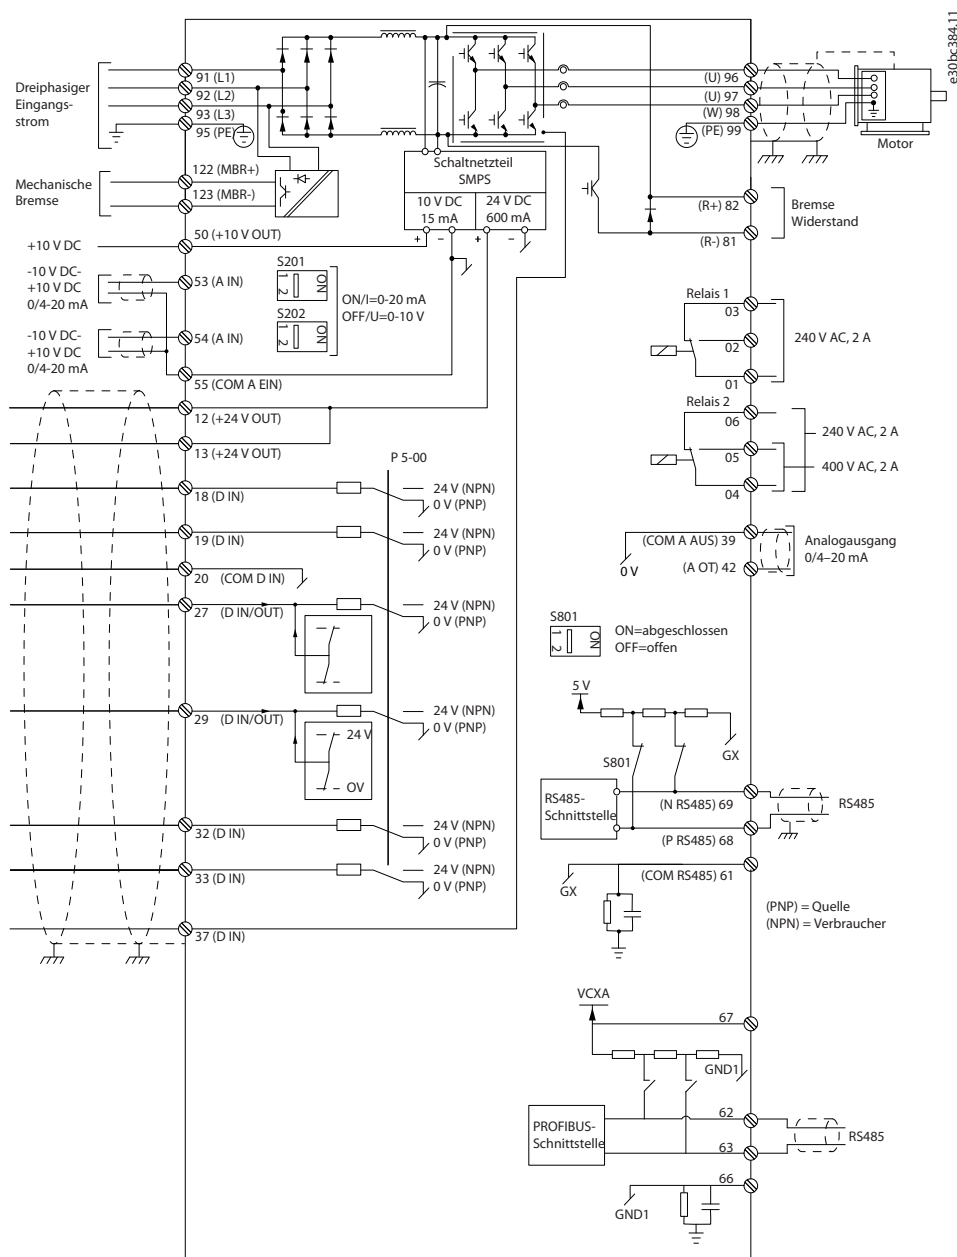 e30bc384.11
Dreiphasiger
Eingangs-
strom
91 (L1)
92 (L2)
93 (L3)
95 (PE)
(U) 96
(U) 97
(W) 98
(PE) 99
Motor
Mechanische
Bremse
122 (MBR+)
123 (MBR-)
Schaltnetzteil
SMPS
10 V DC
15 mA
24 V DC
600 mA
+
−
+
−
(R+) 82
(R-) 81
Bremse
Widerstand
+10 V DC
50 (+10 V OUT)
-10 V DC-
+10 V DC
0/4-20 mA
53 (A IN)
S201
1
2
ON
S202
1
2
ON
ON/I=0-20 mA
OFF/U=0-10 V
-10 V DC-
+10 V DC
0/4-20 mA
54 (A IN)
55 (COM A EIN)
Relais 1
03
02
01
240 V AC, 2 A
Relais 2
06
05
04
240 V AC, 2 A
400 V AC, 2 A
12 (+24 V OUT)
13 (+24 V OUT)
P 5-00
18 (D IN)
24 V (NPN)
0 V (PNP)
19 (D IN)
24 V (NPN)
0 V (PNP)
20 (COM D IN)
27 (D IN/OUT)
24 V (NPN)
0 V (PNP)
29 (D IN/OUT)
24 V (NPN)
0 V (PNP)
24 V
OV
32 (D IN)
24 V (NPN)
0 V (PNP)
33 (D IN)
24 V (NPN)
0 V (PNP)
37 (D IN)
(COM A AUS) 39
0 V
(A OT) 42
Analogausgang
0/4–20 mA
S801
1
2
ON
ON=abgeschlossen
OFF=offen
5 V
GX
S801
RS485-
Schnittstelle
(N RS485) 69
(P RS485) 68
RS485
(COM RS485) 61
GX
(PNP) = Quelle
(NPN) = Verbraucher
VCXA
67
GND1
PROFIBUS-
Schnittstelle
62
63
RS485
66
GND1